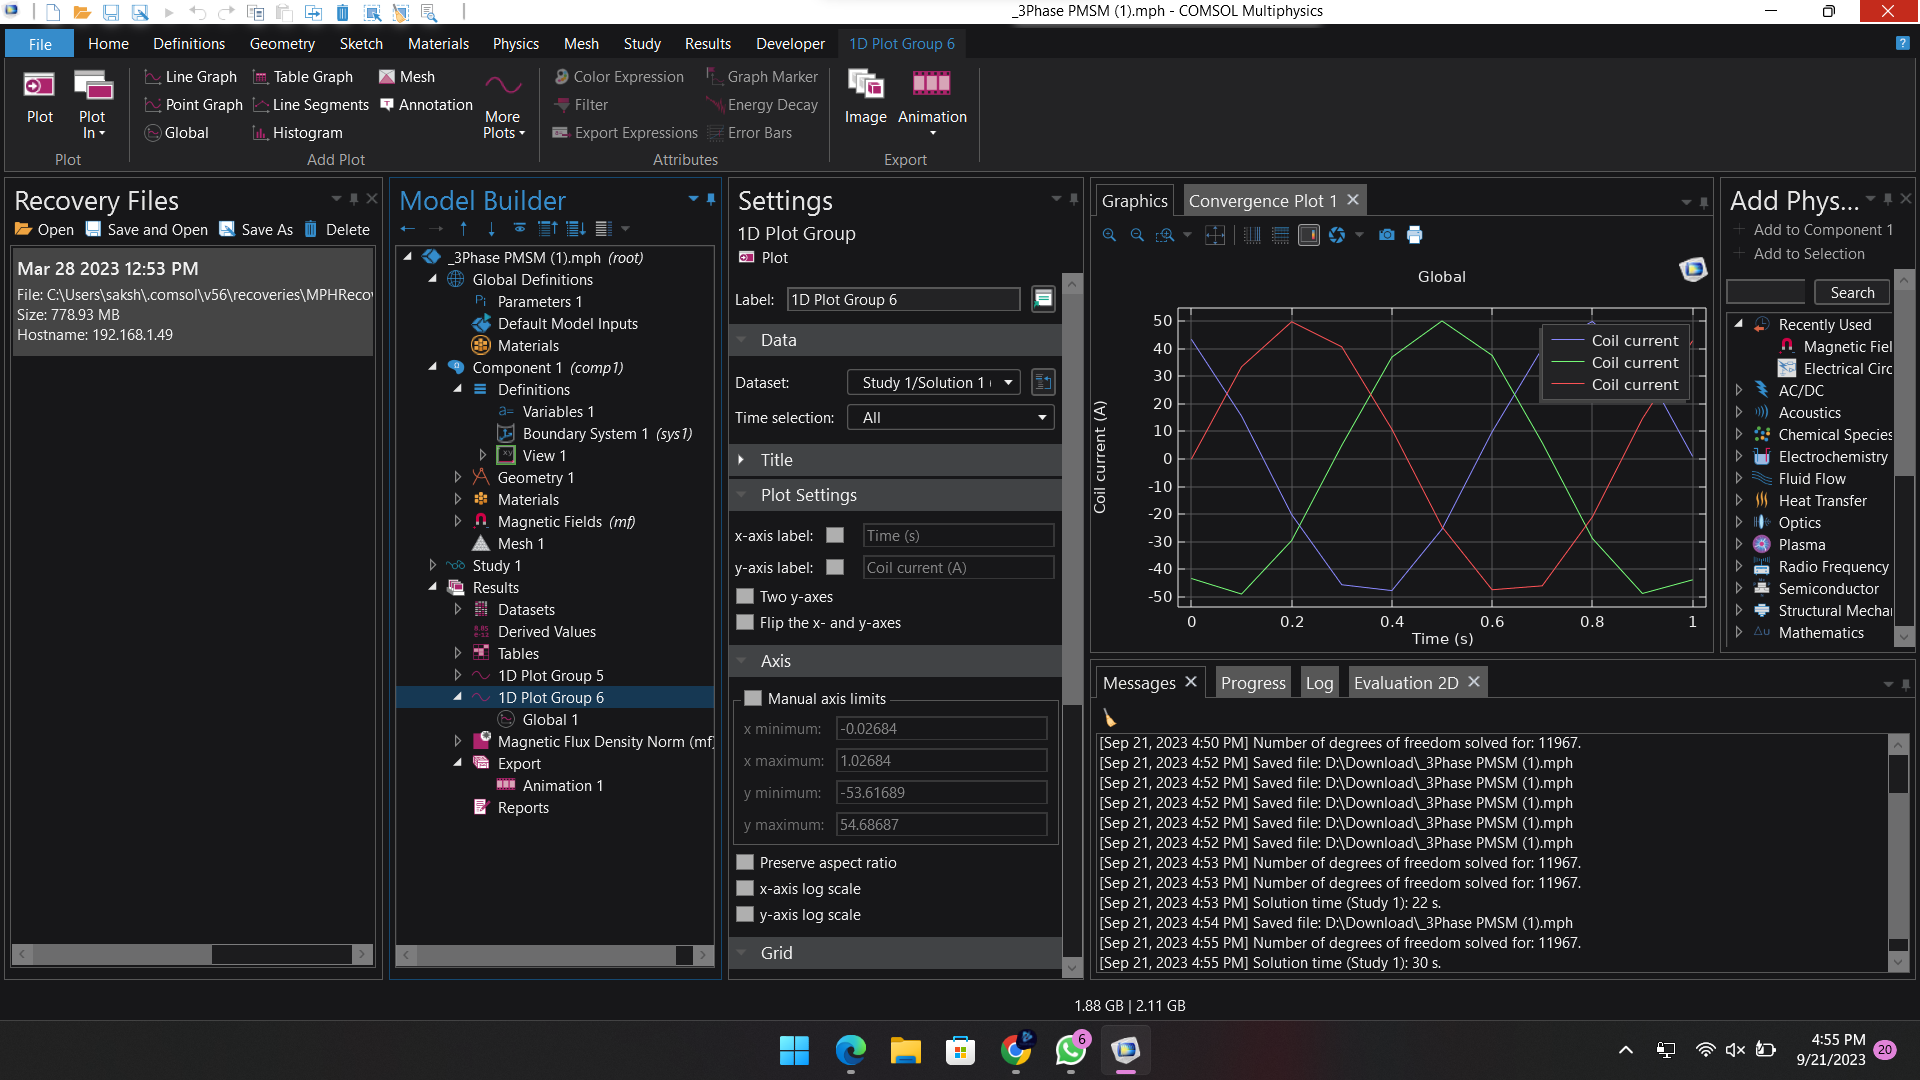 _3Phase PMSM (1).mph - COMSOL Multiphysics
File Home Definitions Geometry Sketch Materials Physics Mesh Study Results Developer 1D Plot Group 6
Plot
Plot In
Plot
Line Graph Table Graph Mesh
Point Graph Line Segments Annotation
Global Histogram
More Plots
Add Plot
Color Expression Graph Marker
Filter Energy Decay
Export Expressions Error Bars
Attributes
Image Animation
Export
Recovery Files
Open Save and Open Save As Delete
Mar 28 2023 12:53 PM
File: C:\Users\saksh\.comsol\v56\recoveries\MPHRecov
Size: 778.93 MB
Hostname: 192.168.1.49
Model Builder
_3Phase PMSM (1).mph (root)
Global Definitions
Pi Parameters 1
Default Model Inputs
Materials
Component 1 (comp1)
Definitions
a= Variables 1
Boundary System 1 (sys1)
View 1
Geometry 1
Materials
Magnetic Fields (mf)
Mesh 1
Study 1
Results
Datasets
Derived Values
Tables
1D Plot Group 5
1D Plot Group 6
Global 1
Magnetic Flux Density Norm (mf)
Export
Animation 1
Reports
Settings
1D Plot Group
Plot
Label: 1D Plot Group 6
Data
Dataset: Study 1/Solution 1 (
Time selection: All
Title
Plot Settings
x-axis label: Time (s)
y-axis label: Coil current (A)
Two y-axes
Flip the x- and y-axes
Axis
Manual axis limits
x minimum: -0.02684
x maximum: 1.02684
y minimum: -53.61689
y maximum: 54.68687
Preserve aspect ratio
x-axis log scale
y-axis log scale
Grid
Graphics Convergence Plot 1
Global
Coil current (A)
50
40
30
20
10
0
-10
-20
-30
-40
-50
Coil current
Coil current
Coil current
0 0.2 0.4 0.6 0.8 1
Time (s)
Add Phys...
Add to Component 1
Add to Selection
Search
Recently Used
Magnetic Fiel
Electrical Circ
AC/DC
Acoustics
Chemical Species
Electrochemistry
Fluid Flow
Heat Transfer
Optics
Plasma
Radio Frequency
Semiconductor
Structural Mechar
Δu Mathematics
Messages Progress Log Evaluation 2D
[Sep 21, 2023 4:50 PM] Number of degrees of freedom solved for: 11967.
[Sep 21, 2023 4:52 PM] Saved file: D:\Download\_3Phase PMSM (1).mph
[Sep 21, 2023 4:52 PM] Saved file: D:\Download\_3Phase PMSM (1).mph
[Sep 21, 2023 4:52 PM] Saved file: D:\Download\_3Phase PMSM (1).mph
[Sep 21, 2023 4:52 PM] Saved file: D:\Download\_3Phase PMSM (1).mph
[Sep 21, 2023 4:52 PM] Saved file: D:\Download\_3Phase PMSM (1).mph
[Sep 21, 2023 4:53 PM] Number of degrees of freedom solved for: 11967.
[Sep 21, 2023 4:53 PM] Number of degrees of freedom solved for: 11967.
[Sep 21, 2023 4:53 PM] Solution time (Study 1): 22 s.
[Sep 21, 2023 4:54 PM] Saved file: D:\Download\_3Phase PMSM (1).mph
[Sep 21, 2023 4:55 PM] Number of degrees of freedom solved for: 11967.
[Sep 21, 2023 4:55 PM] Solution time (Study 1): 30 s.
1.88 GB | 2.11 GB
6
4:55 PM
9/21/2023
20